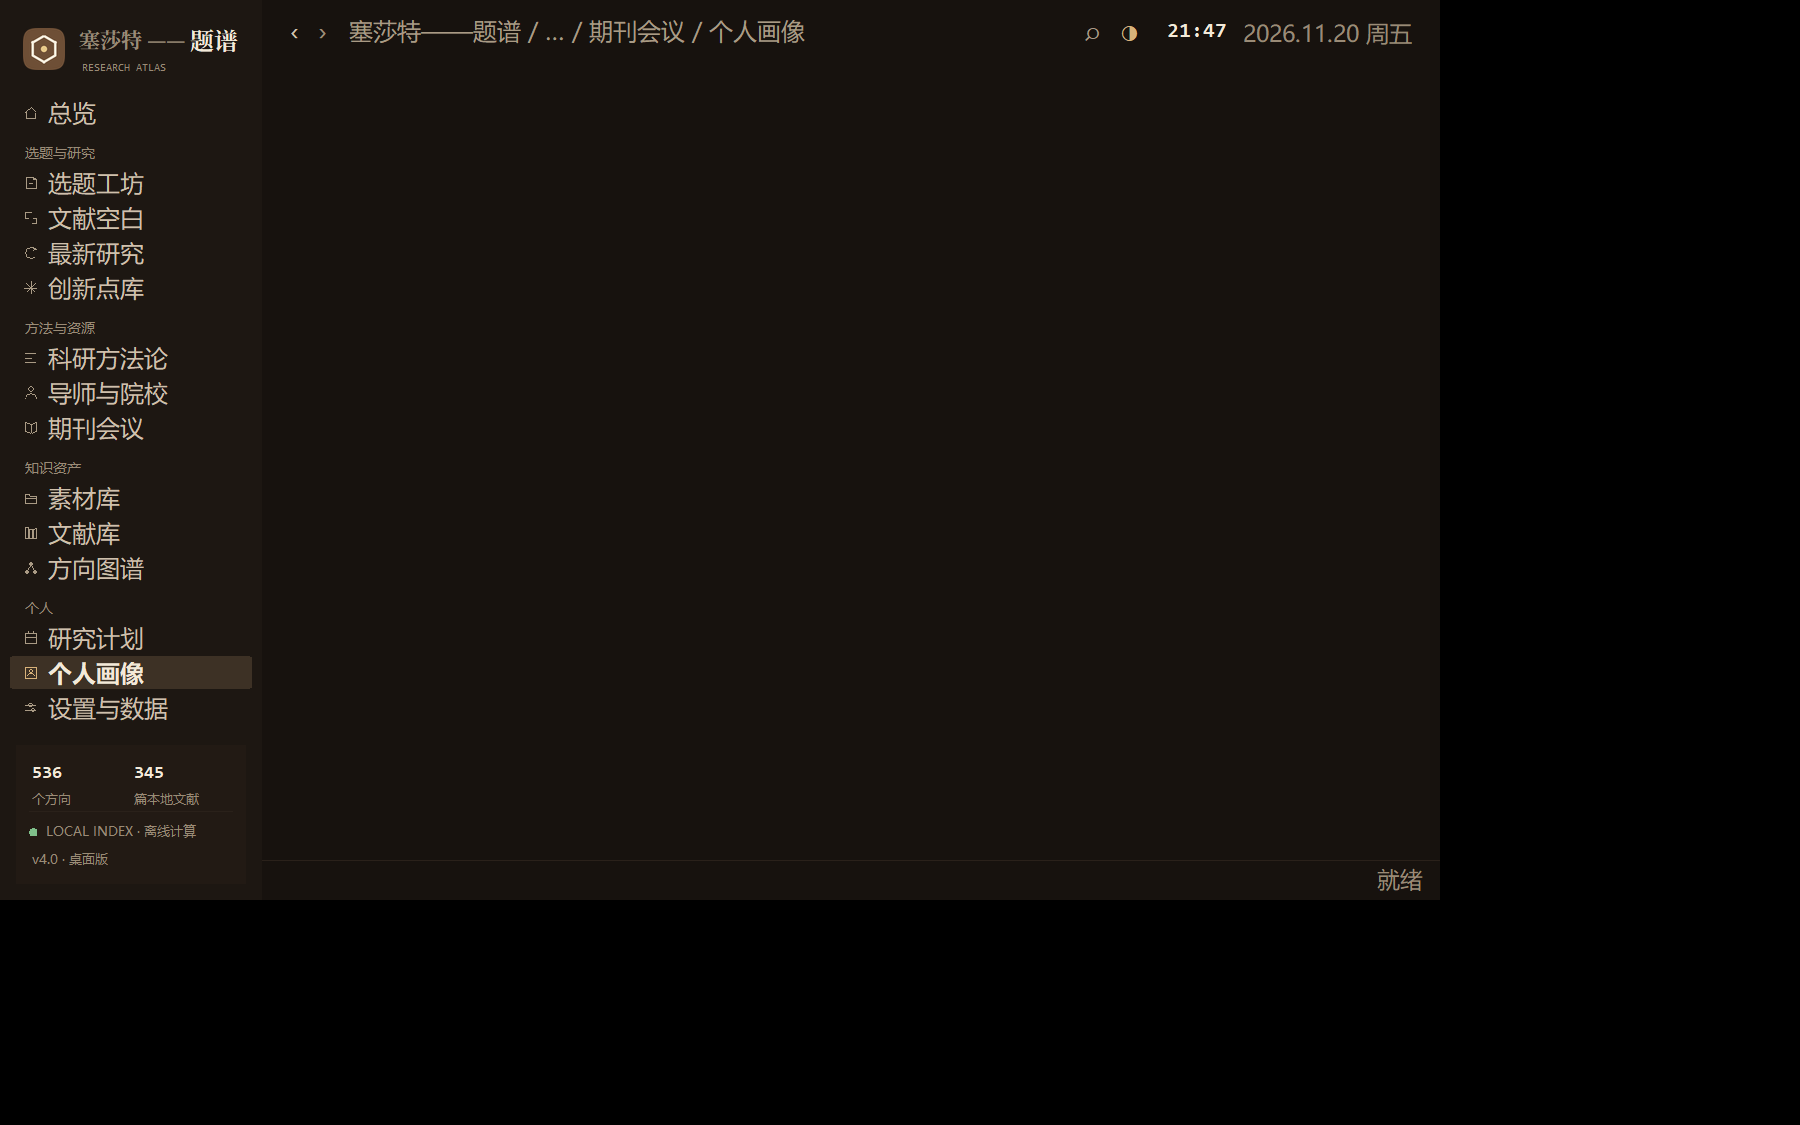 塞莎特 —— 题谱
RESEARCH ATLAS
总览
选题与研究
选题工坊
文献空白
最新研究
创新点库
方法与资源
科研方法论
导师与院校
期刊会议
知识资产
素材库
文献库
方向图谱
个人
研究计划
个人画像
设置与数据
536 345
个方向 篇本地文献
LOCAL INDEX · 离线计算
v4.0 · 桌面版
‹ › 塞莎特——题谱 / ... / 期刊会议 / 个人画像
21:47 2026.11.20 周五
就绪